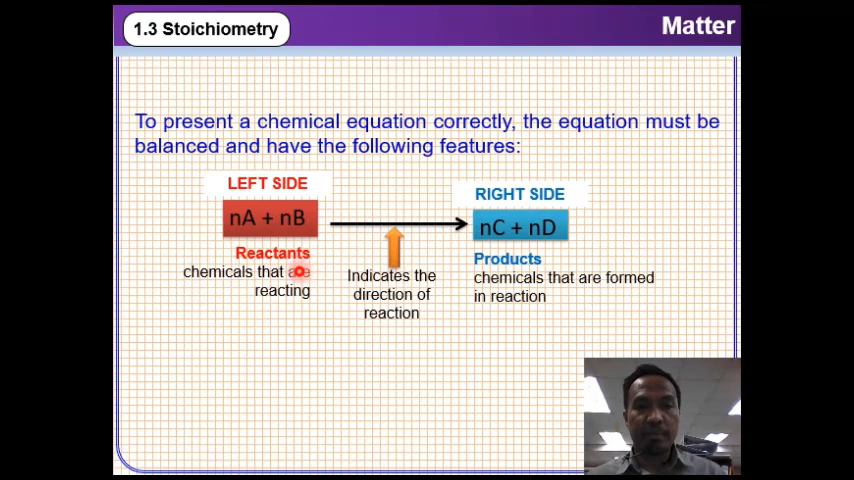 1.3 Stoichiometry
Matter
To present a chemical equation correctly, the equation must be
balanced and have the following features:
LEFT SIDE
nA + nB
Reactants
chemicals that are
reacting
Indicates the
direction of
reaction
RIGHT SIDE
nC + nD
Products
chemicals that are formed
in reaction